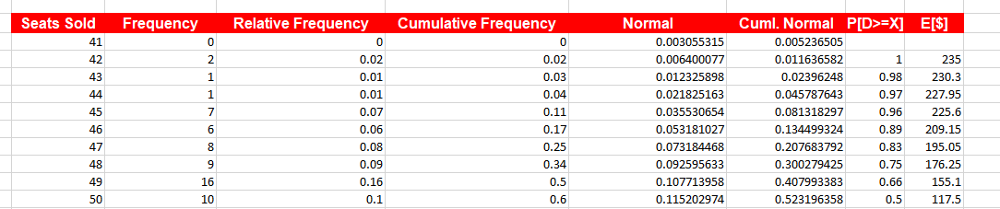 Seats Sold Frequency Relative Frequency Cumulative Frequency Normal Cuml. Normal P[D>=X] E[$]
41 0 0 0 0.003055315 0.005236505
42 2 0.02 0.02 0.006400077 0.011636582 1 235
43 1 0.01 0.03 0.012325898 0.02396248 0.98 230.3
44 1 0.01 0.04 0.021825163 0.045787643 0.97 227.95
45 7 0.07 0.11 0.035530654 0.081318297 0.96 225.6
46 6 0.06 0.17 0.053181027 0.134499324 0.89 209.15
47 8 0.08 0.25 0.073184468 0.207683792 0.83 195.05
48 9 0.09 0.34 0.092595633 0.300279425 0.75 176.25
49 16 0.16 0.5 0.107713958 0.407993383 0.66 155.1
50 10 0.1 0.6 0.115202974 0.523196358 0.5 117.5